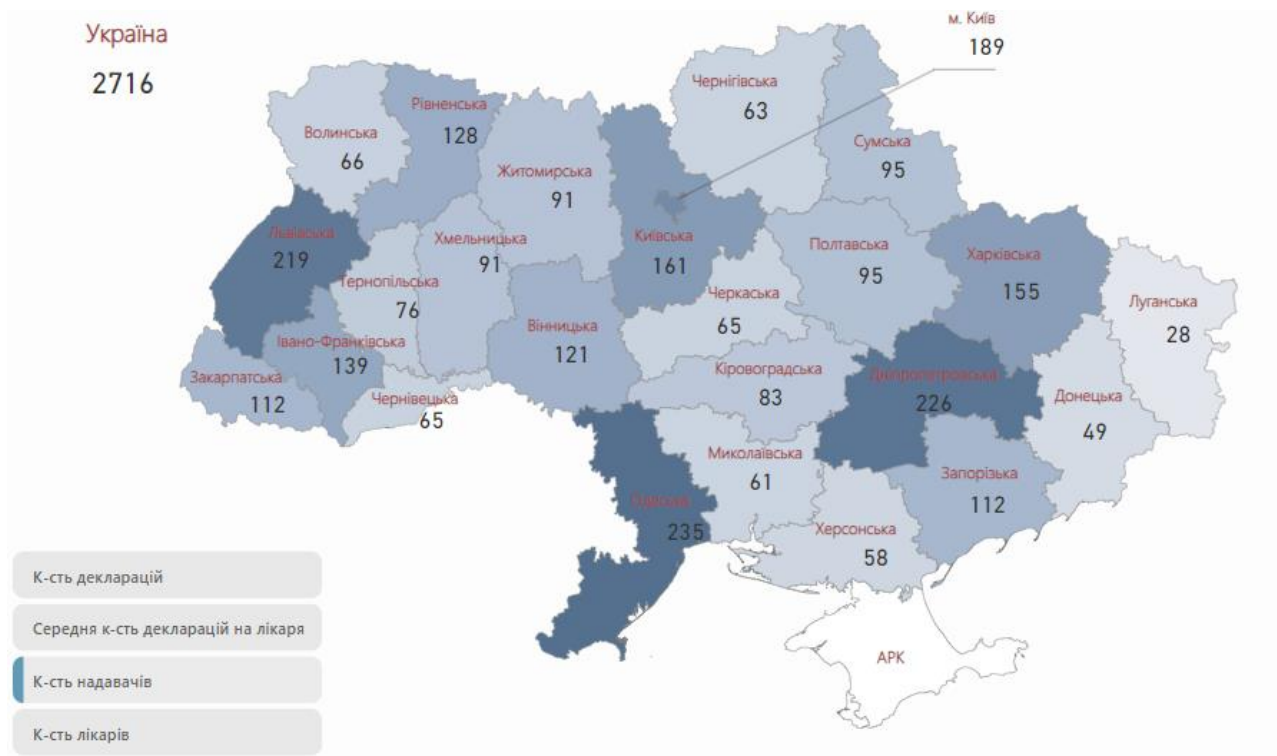 Україна
2716
м. Київ
189
Чернігівська
63
Рівненська
128
Волинська
66
Житомирська
91
Сумська
95
Львівська
219
Хмельницька
91
Київська
161
Полтавська
95
Харківська
155
Тернопільська
76
Черкаська
65
Луганська
28
Вінницька
121
Івано-Франківська
139
Закарпатська
112
Чернівецька
65
Кіровоградська
83
Дніпропетровська
226
Донецька
49
Миколаївська
61
Запорізька
112
Одеська
235
Херсонська
58
АРК
К-сть декларацій
Середня к-сть декларацій на лікаря
К-сть надавачів
К-сть лікарів